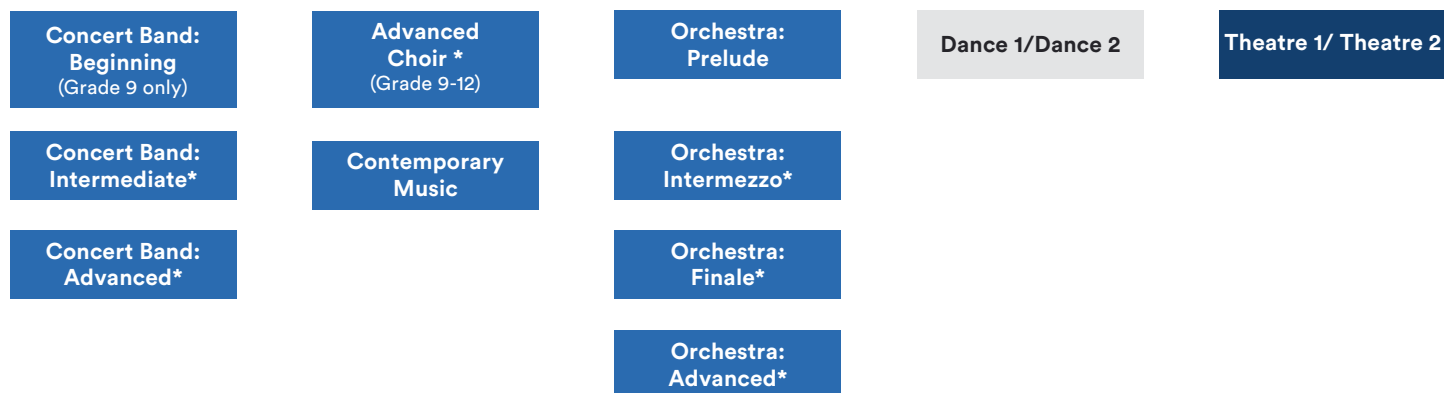 Concert Band:
Beginning
(Grade 9 only)
Advanced
Choir *
(Grade 9-12)
Orchestra:
Prelude
Dance 1/Dance 2
Theatre 1/ Theatre 2
Concert Band:
Intermediate*
Contemporary
Music
Orchestra:
Intermezzo*
Concert Band:
Advanced*
Orchestra:
Finale*
Orchestra:
Advanced*